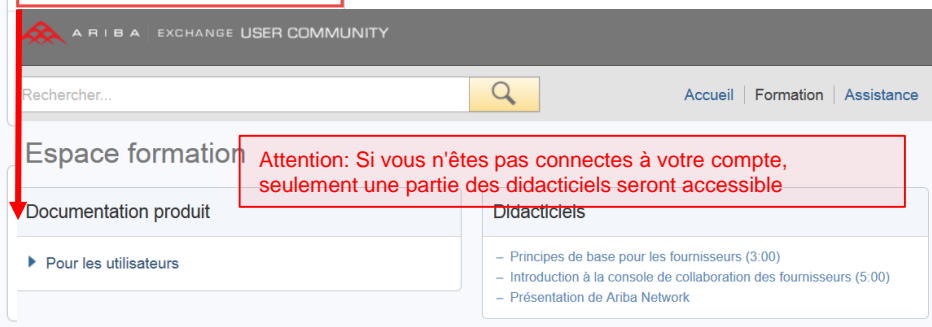 ARIBA EXCHANGE USER COMMUNITY
Rechercher...
Accueil Formation Assistance
Espace formation
Attention: Si vous n'êtes pas connectes à votre compte,
seulement une partie des didacticiels seront accessible
Documentation produit
Pour les utilisateurs
Didacticiels
– Principes de base pour les fournisseurs (3:00)
– Introduction à la console de collaboration des fournisseurs (5:00)
– Présentation de Ariba Network